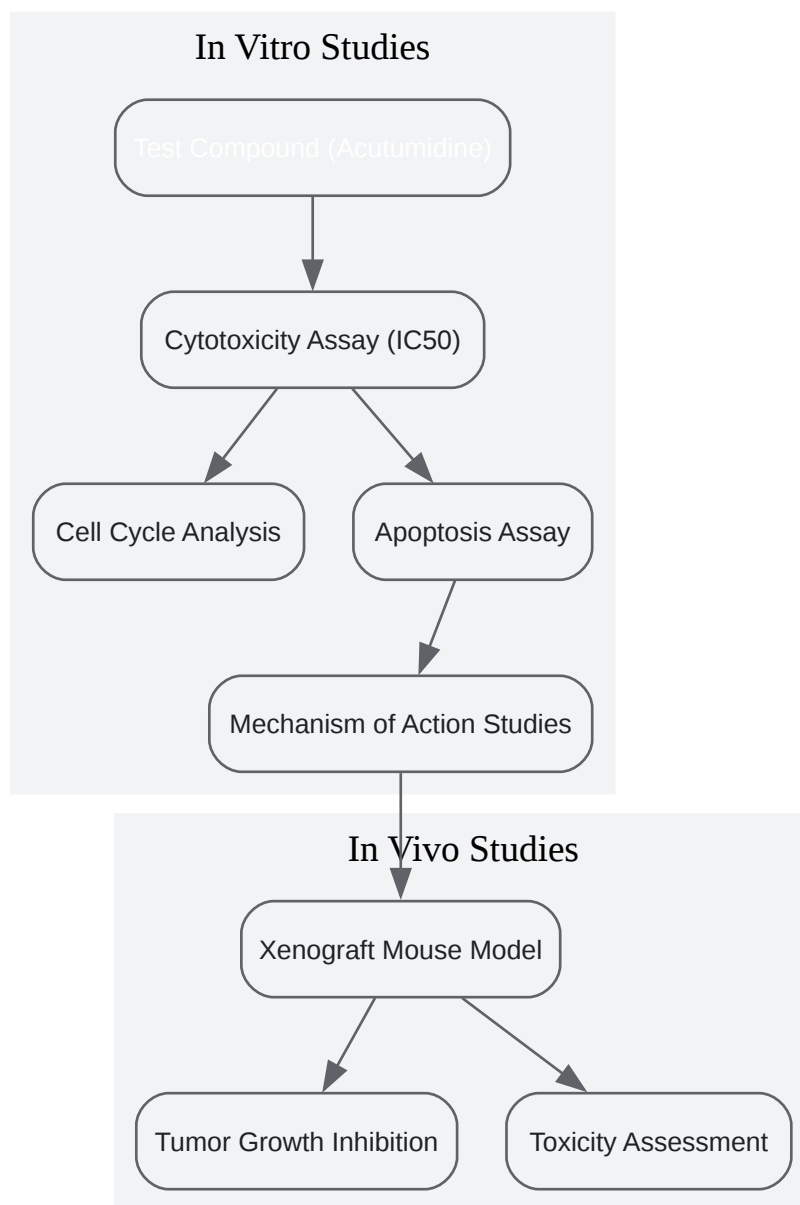 In Vitro Studies
Test Compound (Acutumidine)
Cytotoxicity Assay (IC50)
Cell Cycle Analysis
Apoptosis Assay
Mechanism of Action Studies
In Vivo Studies
Xenograft Mouse Model
Tumor Growth Inhibition
Toxicity Assessment